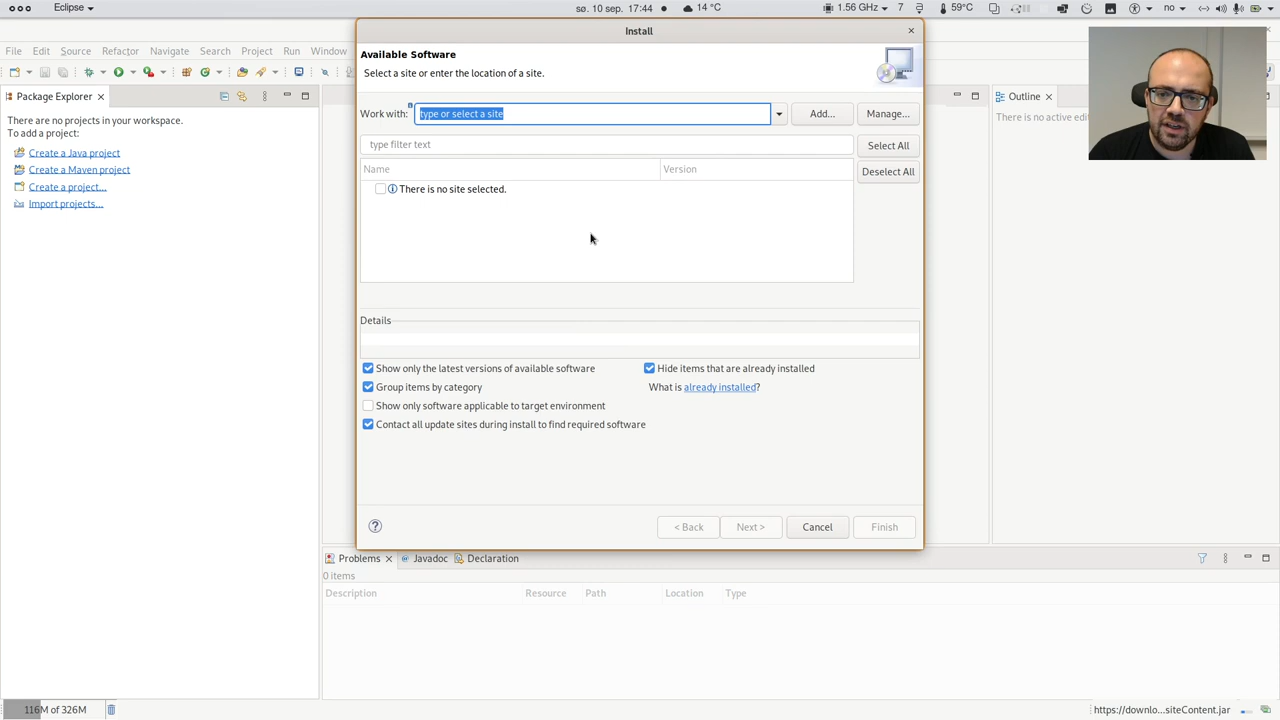 Eclipse
sø. 10 sep. 17:44
14 °C
1.56 GHz
7
59°C
no
Install
File Edit Source Refactor Navigate Search Project Run Window
Available Software
Select a site or enter the location of a site.
Package Explorer
Outline
Work with:
type or select a site
Add...
Manage...
There are no projects in your workspace.
To add a project:
There is no active edi
Create a Java project
Create a Maven project
Create a project...
Import projects...
type filter text
Select All
Name Version
Deselect All
There is no site selected.
Details
Show only the latest versions of available software
Hide items that are already installed
Group items by category
What is already installed?
Show only software applicable to target environment
Contact all update sites during install to find required software
< Back
Next >
Cancel
Finish
Problems Javadoc Declaration
0 items
Description Resource Path Location Type
116M of 326M
https://downlo...siteContent.jar